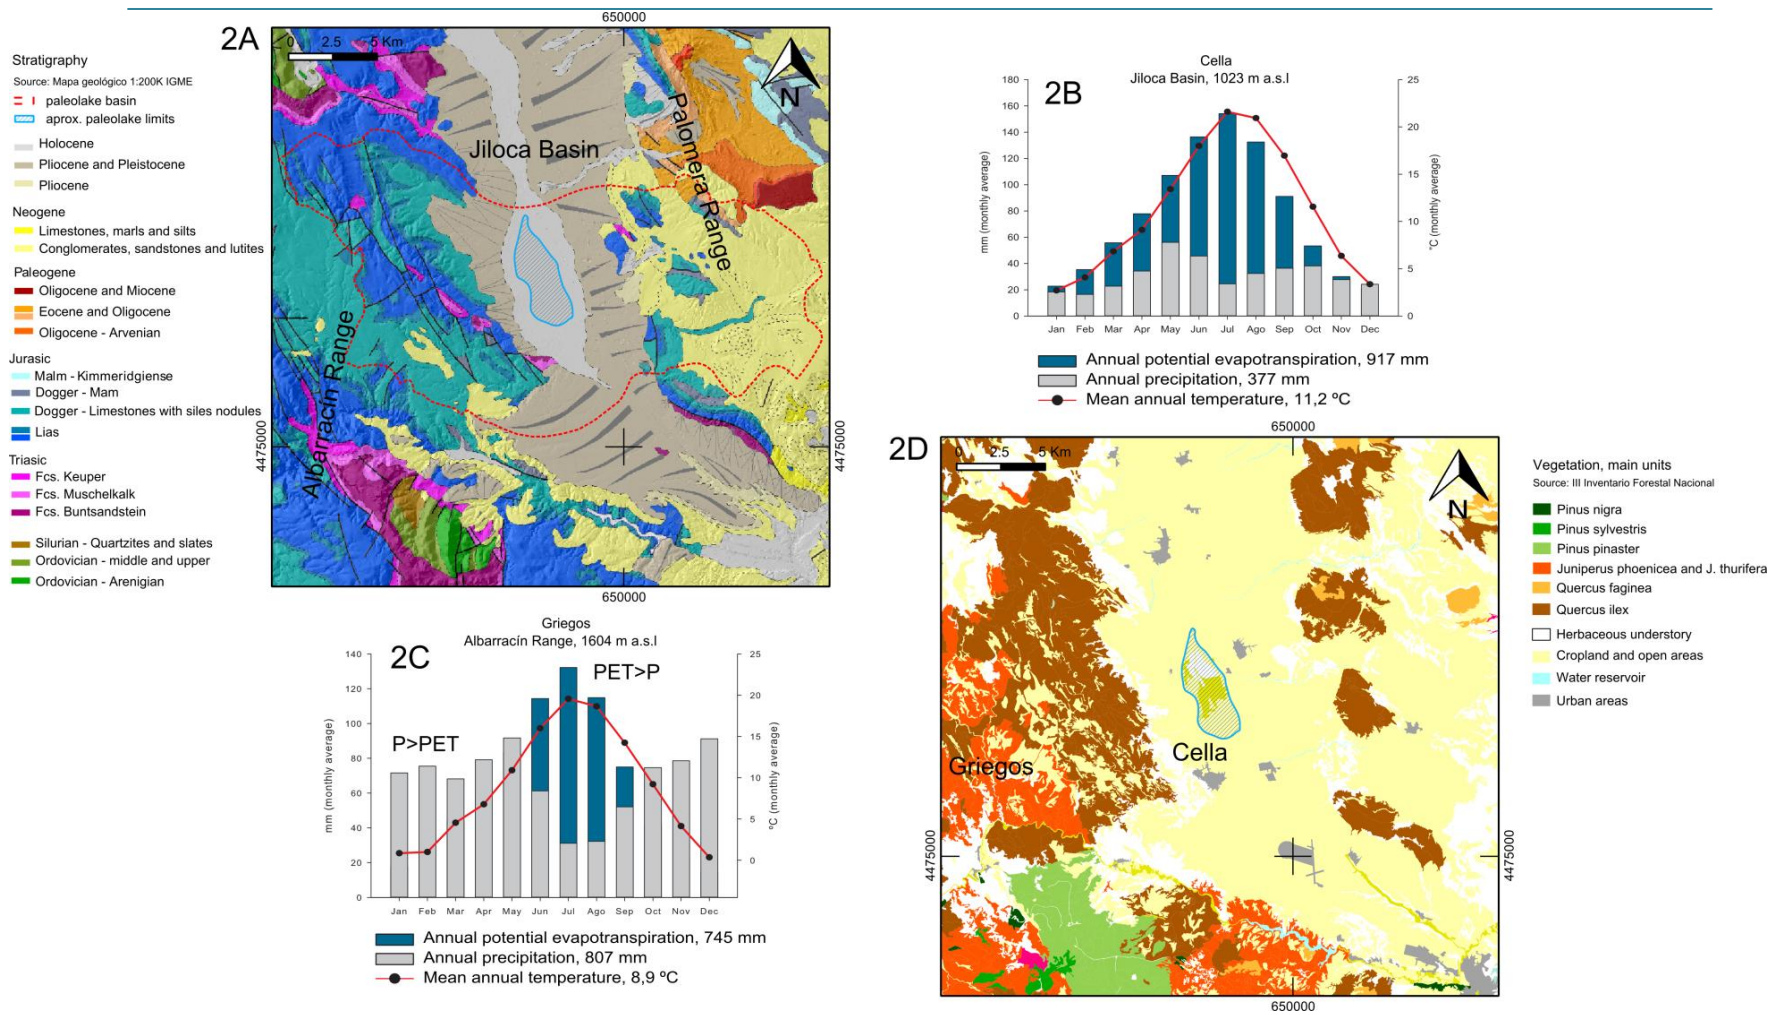 2A
650000
0 2.5 5 Km
N
Stratigraphy
Source: Mapa geológico 1:200K IGME
paleolake basin
aprox. paleolake limits
Holocene
Pliocene and Pleistocene
Pliocene
Neogene
Limestones, marls and silts
Conglomerates, sandstones and lutites
Paleogene
Oligocene and Miocene
Eocene and Oligocene
Oligocene - Arvenian
Jurasic
Malm - Kimmeridgiense
Dogger - Mam
Dogger - Limestones with siles nodules
Lias
Triasic
Fcs. Keuper
Fcs. Muschelkalk
Fcs. Buntsandstein
Silurian - Quartzites and slates
Ordovician - middle and upper
Ordovician - Arenigian
Jiloca Basin
Palomera Range
Albarracín Range
4475000
4475000
650000
2B
Cella
Jiloca Basin, 1023 m a.s.l
mm (monthly average)
180
160
140
120
100
80
60
40
20
0
25
20
15
10
5
0
ºC (monthly average)
Jan Feb Mar Apr May Jun Jul Ago Sep Oct Nov Dec
Annual potential evapotranspiration, 917 mm
Annual precipitation, 377 mm
Mean annual temperature, 11,2 ºC
2C
Griegos
Albarracín Range, 1604 m a.s.l
PET>P
P>PET
mm (monthly average)
140
120
100
80
60
40
20
0
25
20
15
10
5
0
ºC (monthly average)
Jan Feb Mar Apr May Jun Jul Ago Sep Oct Nov Dec
Annual potential evapotranspiration, 745 mm
Annual precipitation, 807 mm
Mean annual temperature, 8,9 ºC
2D
650000
0 2.5 5 Km
N
Griegos
Cella
4475000
4475000
650000
Vegetation, main units
Source: III Inventario Forestal Nacional
Pinus nigra
Pinus sylvestris
Pinus pinaster
Juniperus phoenicea and J. thurifera
Quercus faginea
Quercus ilex
Herbaceous understory
Cropland and open areas
Water reservoir
Urban areas